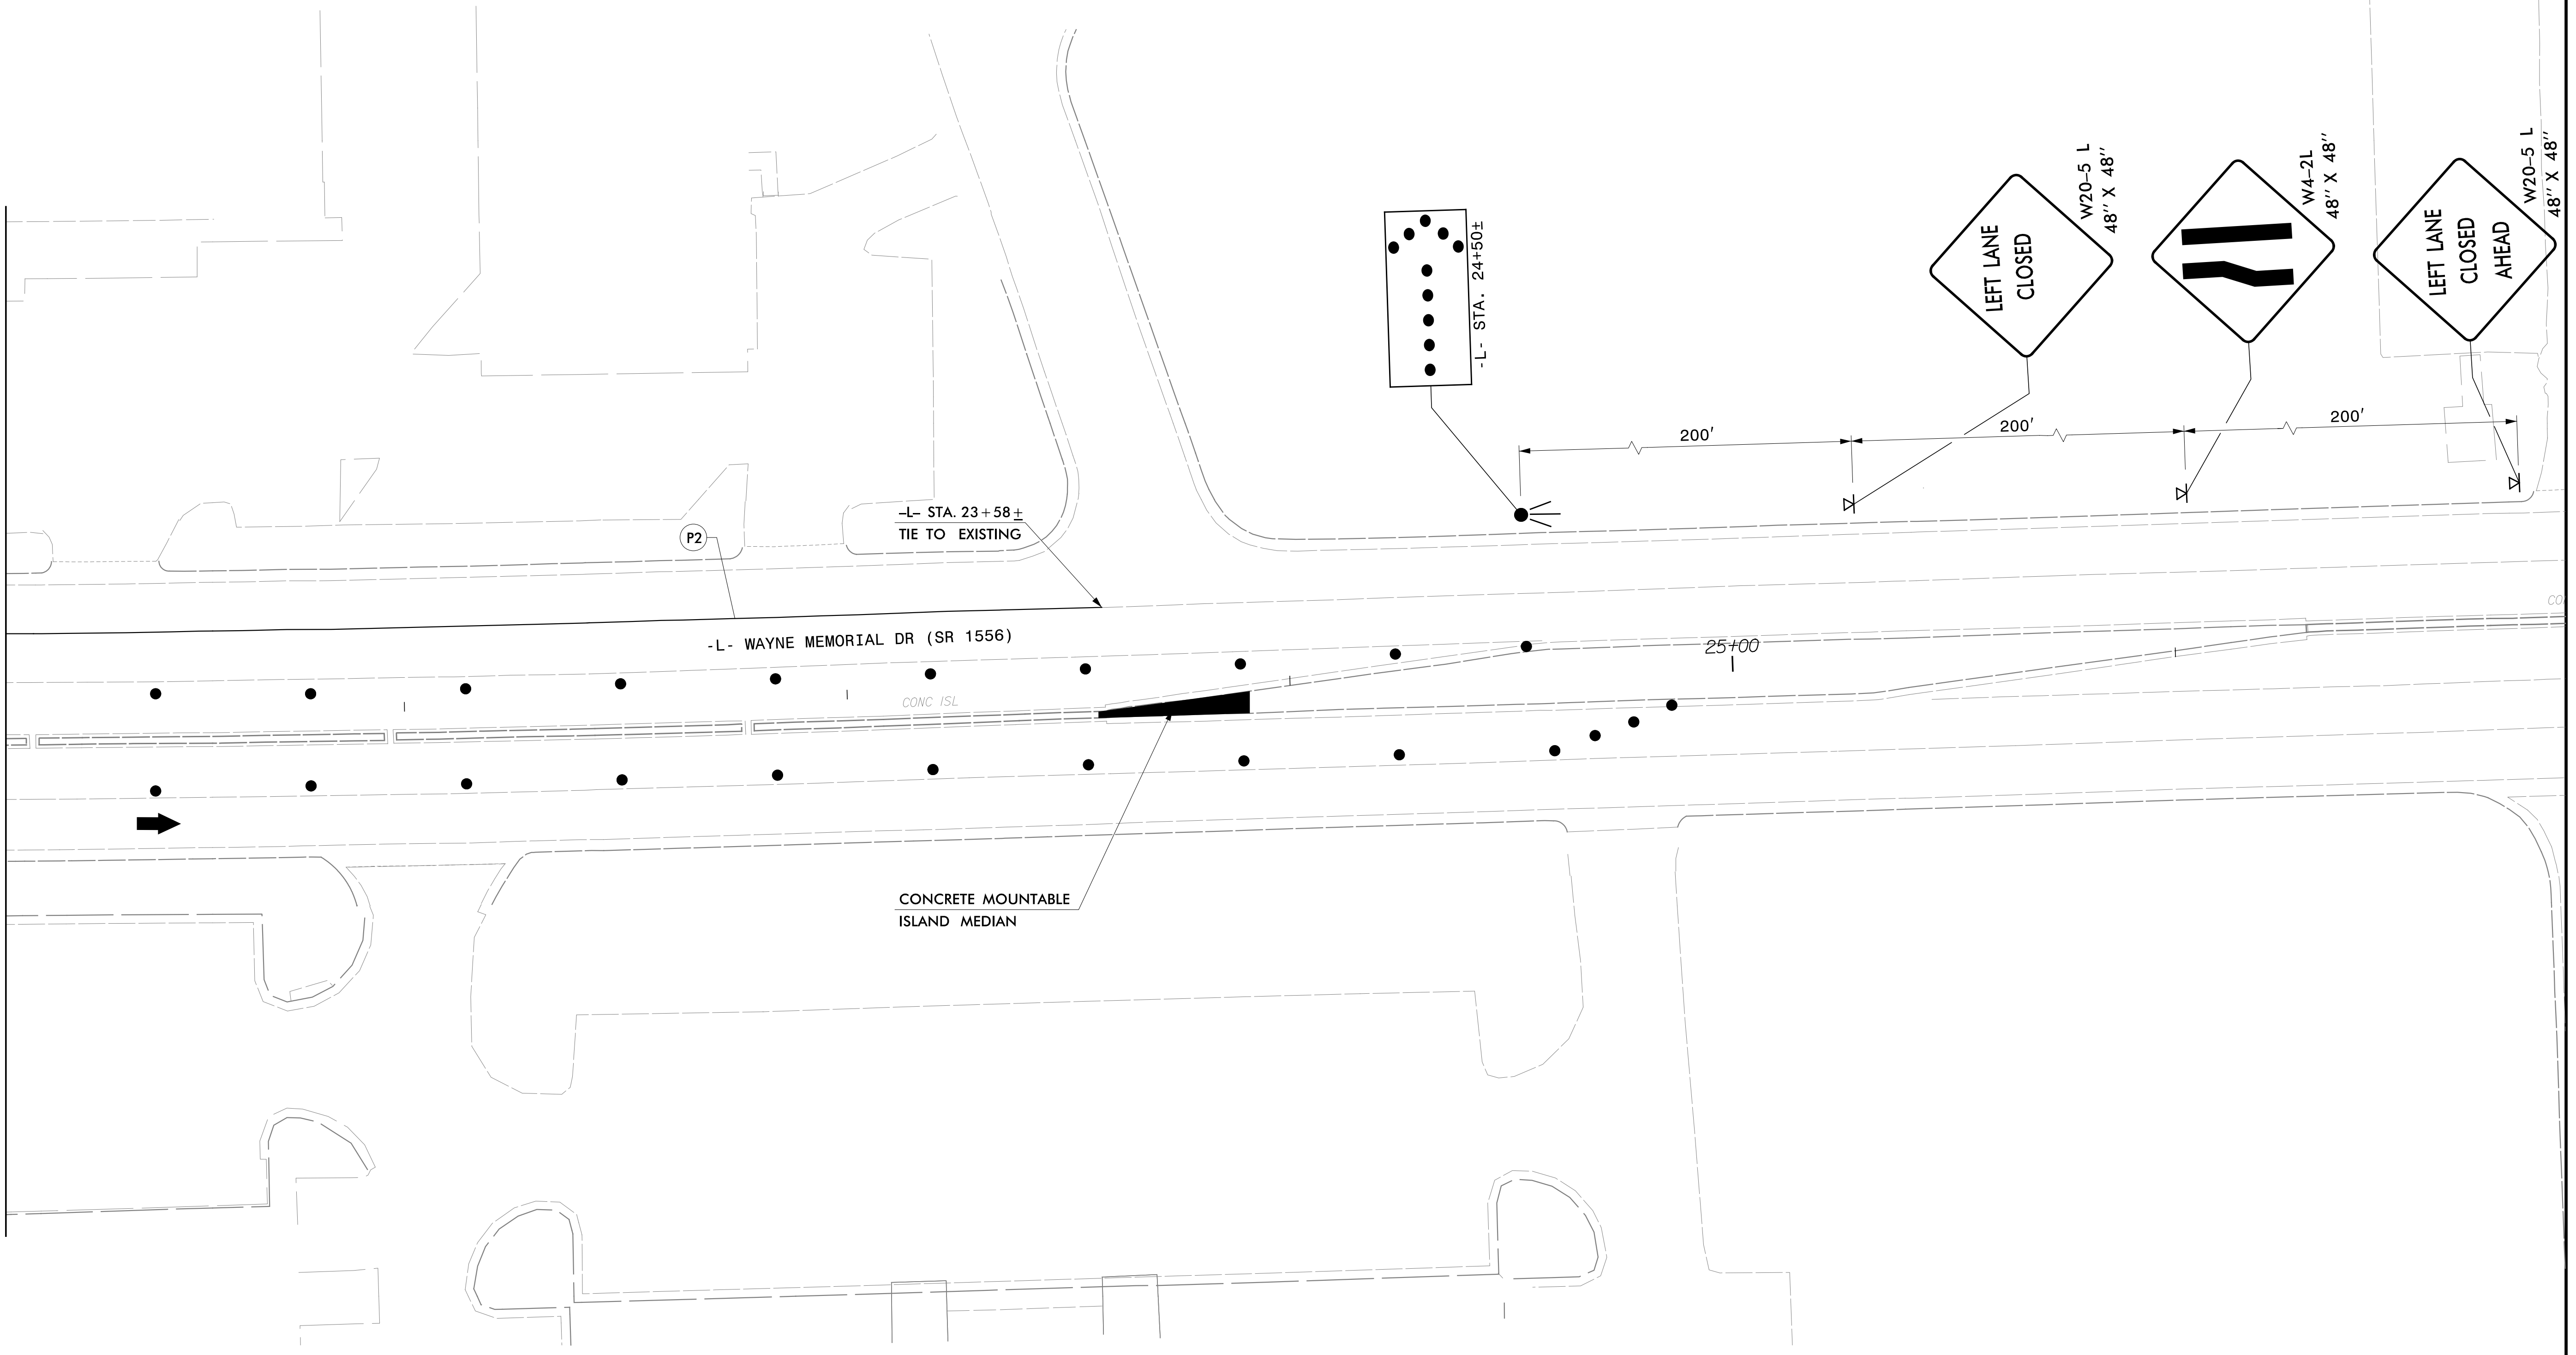 W20-5 L
48'' X 48''
W4-2L
48'' X 48''
W20-5 L
48'' X 48''
LEFT LANE
CLOSED
LEFT LANE
CLOSED
AHEAD
-L- STA. 24+50±
200'
200'
200'
P2
-L- STA. 23+58±
TIE TO EXISTING
-L- WAYNE MEMORIAL DR (SR 1556)
25+00
CONC ISL
CO
CONCRETE MOUNTABLE
ISLAND MEDIAN